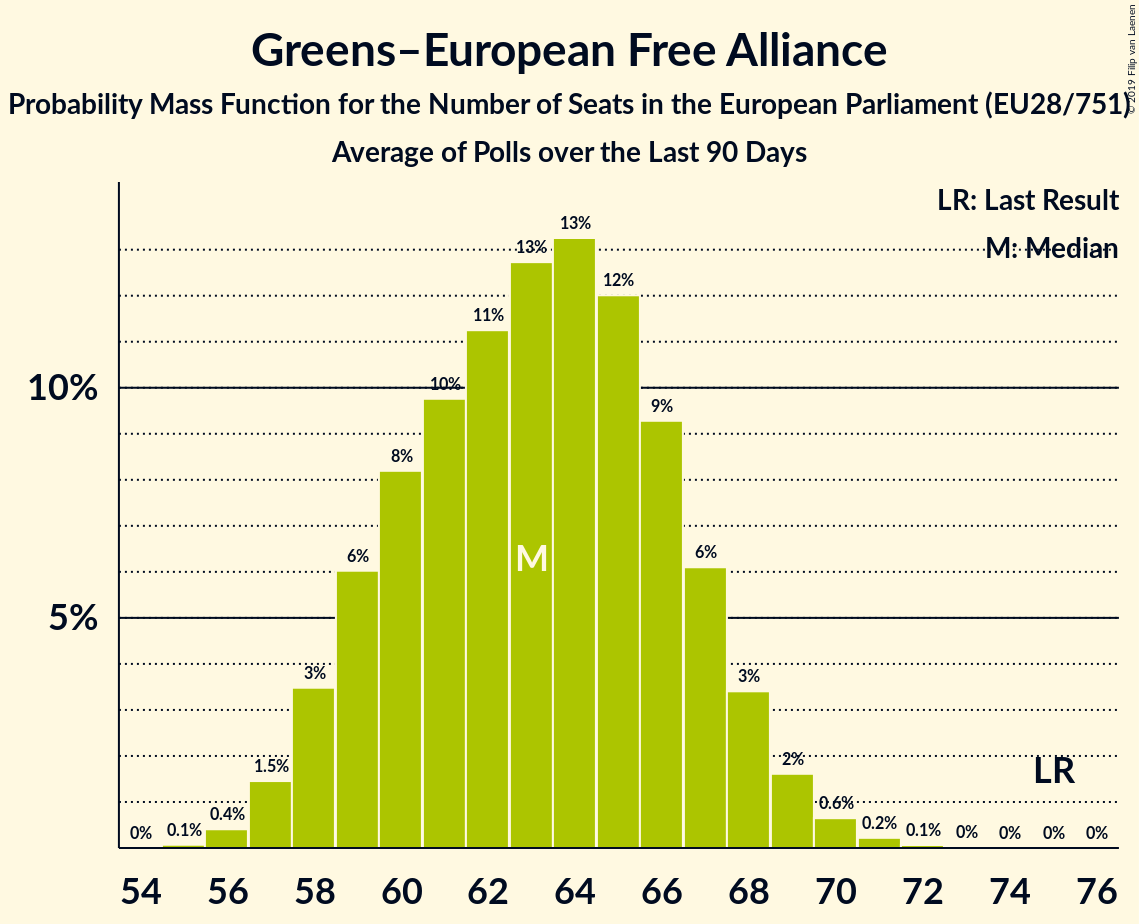 Greens–European Free Alliance
Probability Mass Function for the Number of Seats in the European Parliament (EU28/751)
Average of Polls over the Last 90 Days
© 2019 Filip van Laenen
LR: Last Result
M: Median
10%
5%
0%
0.1%
0.4%
1.5%
3%
6%
8%
10%
11%
13%
13%
12%
9%
6%
3%
2%
0.6%
0.2%
0.1%
0%
0%
0%
0%
M
LR
54 56 58 60 62 64 66 68 70 72 74 76